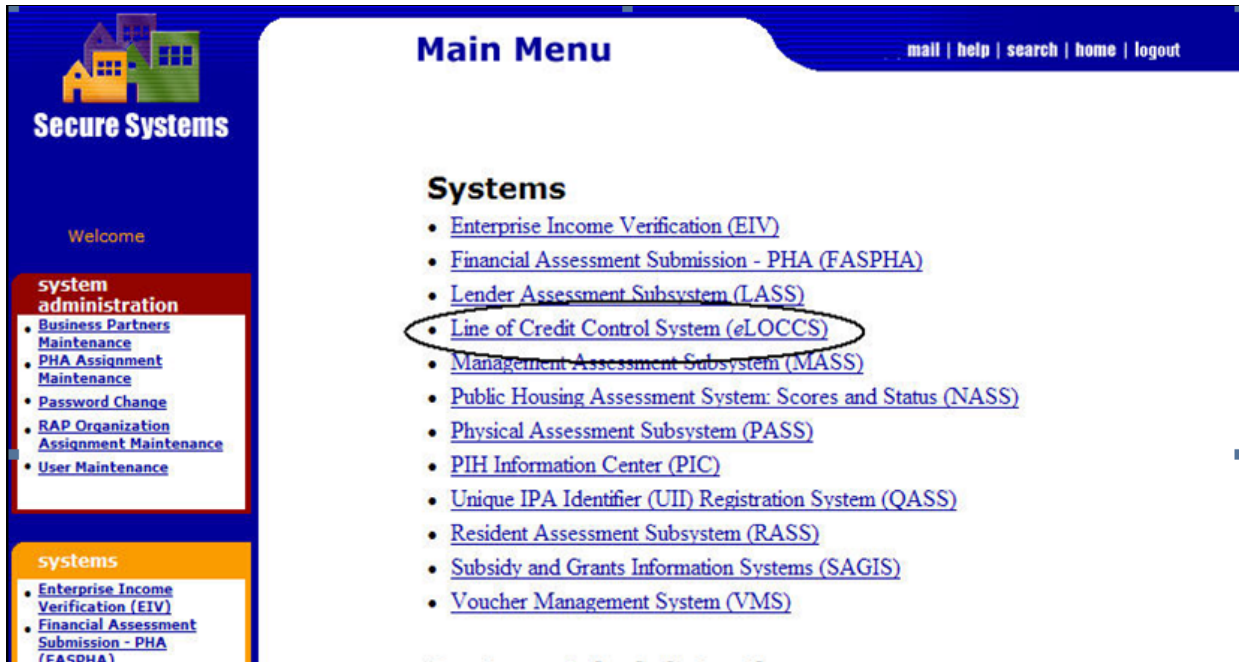 Main Menu
mail | help | search | home | logout
Secure Systems
Welcome
system
administration
Business Partners
Maintenance
PHA Assignment
Maintenance
Password Change
RAP Organization
Assignment Maintenance
User Maintenance
systems
Enterprise Income
Verification (EIV)
Financial Assessment
Submission - PHA
(FASPHA)
Systems
Enterprise Income Verification (EIV)
Financial Assessment Submission - PHA (FASPHA)
Lender Assessment Subsystem (LASS)
Line of Credit Control System (eLOCCS)
Management Assessment Subsystem (MASS)
Public Housing Assessment System: Scores and Status (NASS)
Physical Assessment Subsystem (PASS)
PIH Information Center (PIC)
Unique IPA Identifier (UII) Registration System (QASS)
Resident Assessment Subsystem (RASS)
Subsidy and Grants Information Systems (SAGIS)
Voucher Management System (VMS)